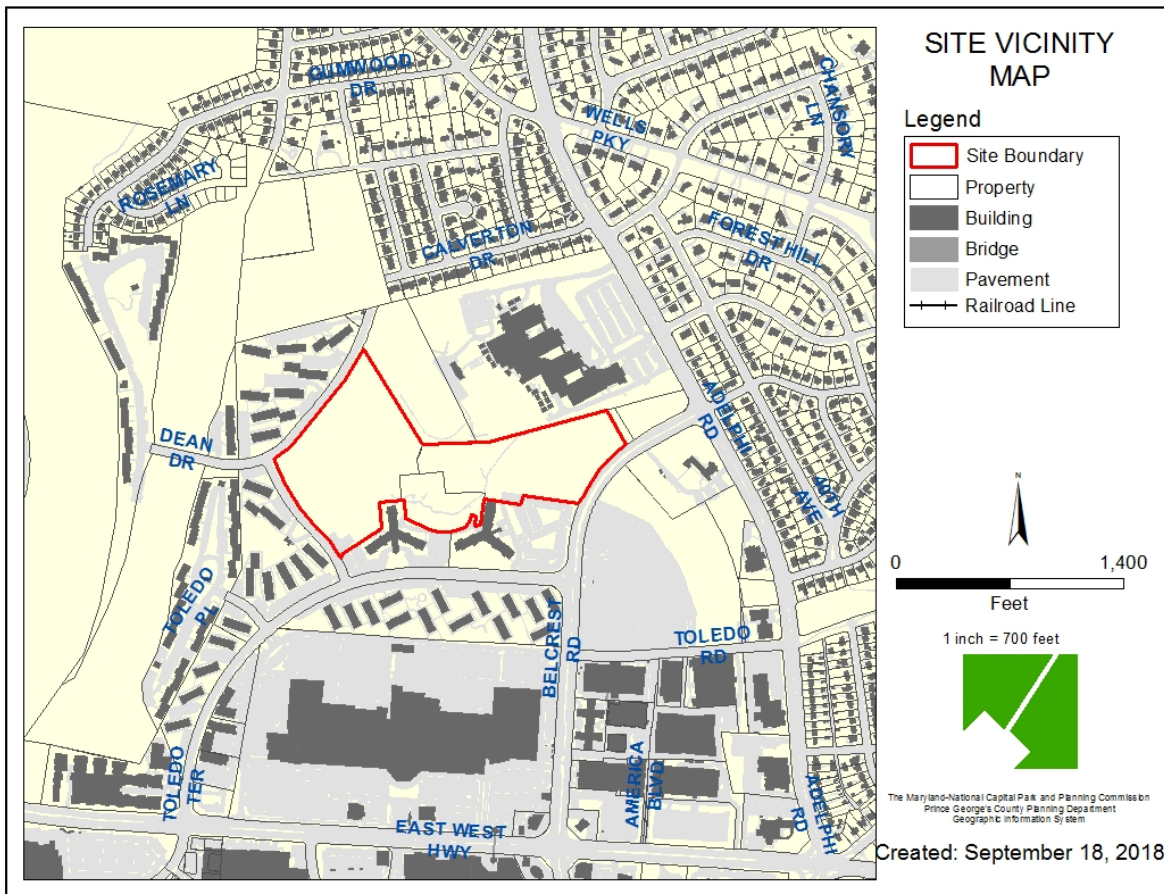 SITE VICINITY
MAP
Legend
Site Boundary
Property
Building
Bridge
Pavement
Railroad Line
GUMWOOD
DR
CHANSORY
LN
WELLS
PKY
ROSEMARY
LN
CALVERTON
DR
FOREST HILL
DR
ADELPHI
RD
40TH
AVE
DEAN
DR
TOLEDO
PL
BELCREST
RD
TOLEDO
RD
TOLEDO
TER
AMERICA
BLVD
ADELPHI
RD
EAST WEST
HWY
N
0 1,400
Feet
1 inch = 700 feet
The Maryland-National Capital Park and Planning Commission
Prince George's County Planning Department
Geographic Information System
Created: September 18, 2018